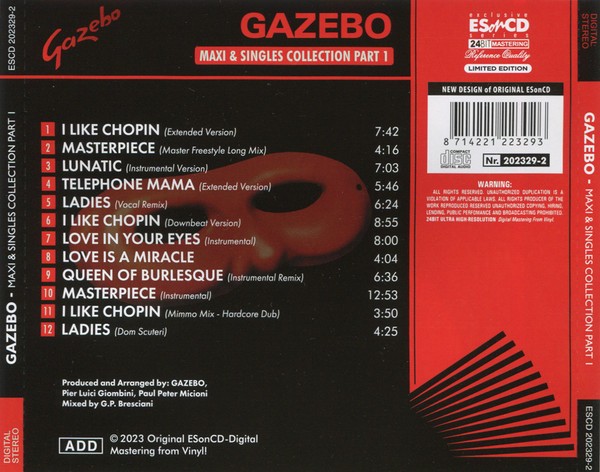 ESCD 202329-2
Gazebo
GAZEBO
MAXI & SINGLES COLLECTION PART 1
exclusive
ESonCD
series
24BIT MASTERING
Reference Quality
LIMITED EDITION
DIGITAL
STEREO
NEW DESIGN of ORIGINAL ESonCD
8 714221 223293
COMPACT
disc
DIGITAL AUDIO
Nr. 202329-2
WARNING:
ALL RIGHTS RESERVED. UNAUTHORIZED DUPLICATION IS A
VIOLATION OF APPLICABLE LAWS. ALL RIGHTS OF PRODUCER OF THE
WORK REPRODUCED RESERVED UNAUTHORIZED COPYING, HIRING,
LENDING, PUBLIC PERFOMANCE AND BROADCASTING PROHIBITED.
24BIT ULTRA HIGH RESOLUTION Digital Mastering From Vinyl.
1 I LIKE CHOPIN (Extended Version) 7:42
2 MASTERPIECE (Master Freestyle Long Mix) 4:16
3 LUNATIC (Instrumental Version) 7:03
4 TELEPHONE MAMA (Extended Version) 5:46
5 LADIES (Vocal Remix) 6:24
6 I LIKE CHOPIN (Downbeat Version) 8:55
7 LOVE IN YOUR EYES (Instrumental) 8:00
8 LOVE IS A MIRACLE 4:04
9 QUEEN OF BURLESQUE (Instrumental Remix) 6:36
10 MASTERPIECE (Instrumental) 12:53
11 I LIKE CHOPIN (Mimmo Mix - Hardcore Dub) 3:50
12 LADIES (Dom Scuteri) 4:25
Produced and Arranged by: GAZEBO,
Pier Luigi Giombini, Paul Peter Micioni
Mixed by G.P. Bresciani
ADD
© 2023 Original ESonCD-Digital
Mastering from Vinyl!
GAZEBO - MAXI & SINGLES COLLECTION PART 1
DIGITAL
STEREO
GAZEBO - MAXI & SINGLES COLLECTION PART 1
ESCD 202329-2